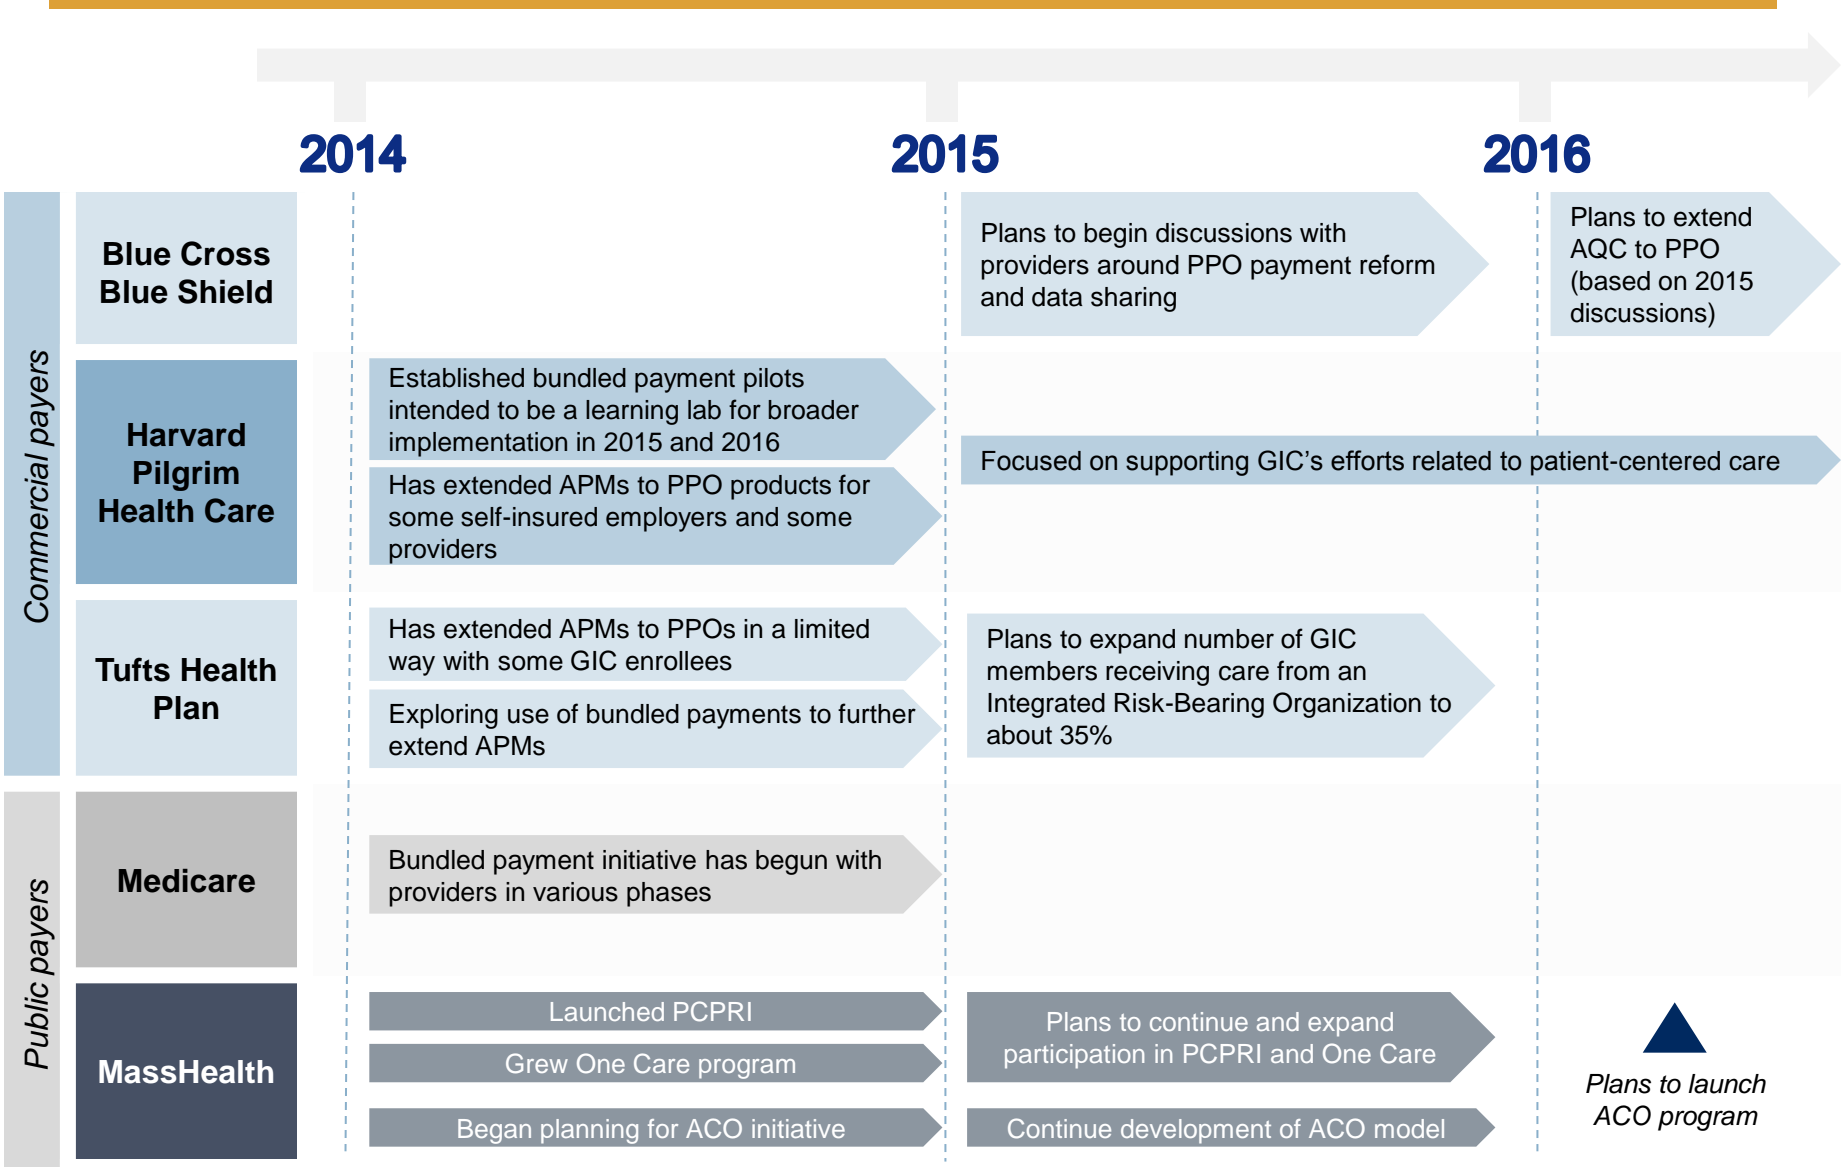 2014
2015
2016
Commercial payers
Blue Cross
Blue Shield
Plans to begin discussions with
providers around PPO payment reform
and data sharing
Plans to extend
AQC to PPO
(based on 2015
discussions)
Harvard
Pilgrim
Health Care
Established bundled payment pilots
intended to be a learning lab for broader
implementation in 2015 and 2016
Has extended APMs to PPO products for
some self-insured employers and some
providers
Focused on supporting GIC’s efforts related to patient-centered care
Tufts Health
Plan
Has extended APMs to PPOs in a limited
way with some GIC enrollees
Exploring use of bundled payments to further
extend APMs
Plans to expand number of GIC
members receiving care from an
Integrated Risk-Bearing Organization to
about 35%
Public payers
Medicare
Bundled payment initiative has begun with
providers in various phases
MassHealth
Launched PCPRI
Grew One Care program
Began planning for ACO initiative
Plans to continue and expand
participation in PCPRI and One Care
Continue development of ACO model
Plans to launch
ACO program